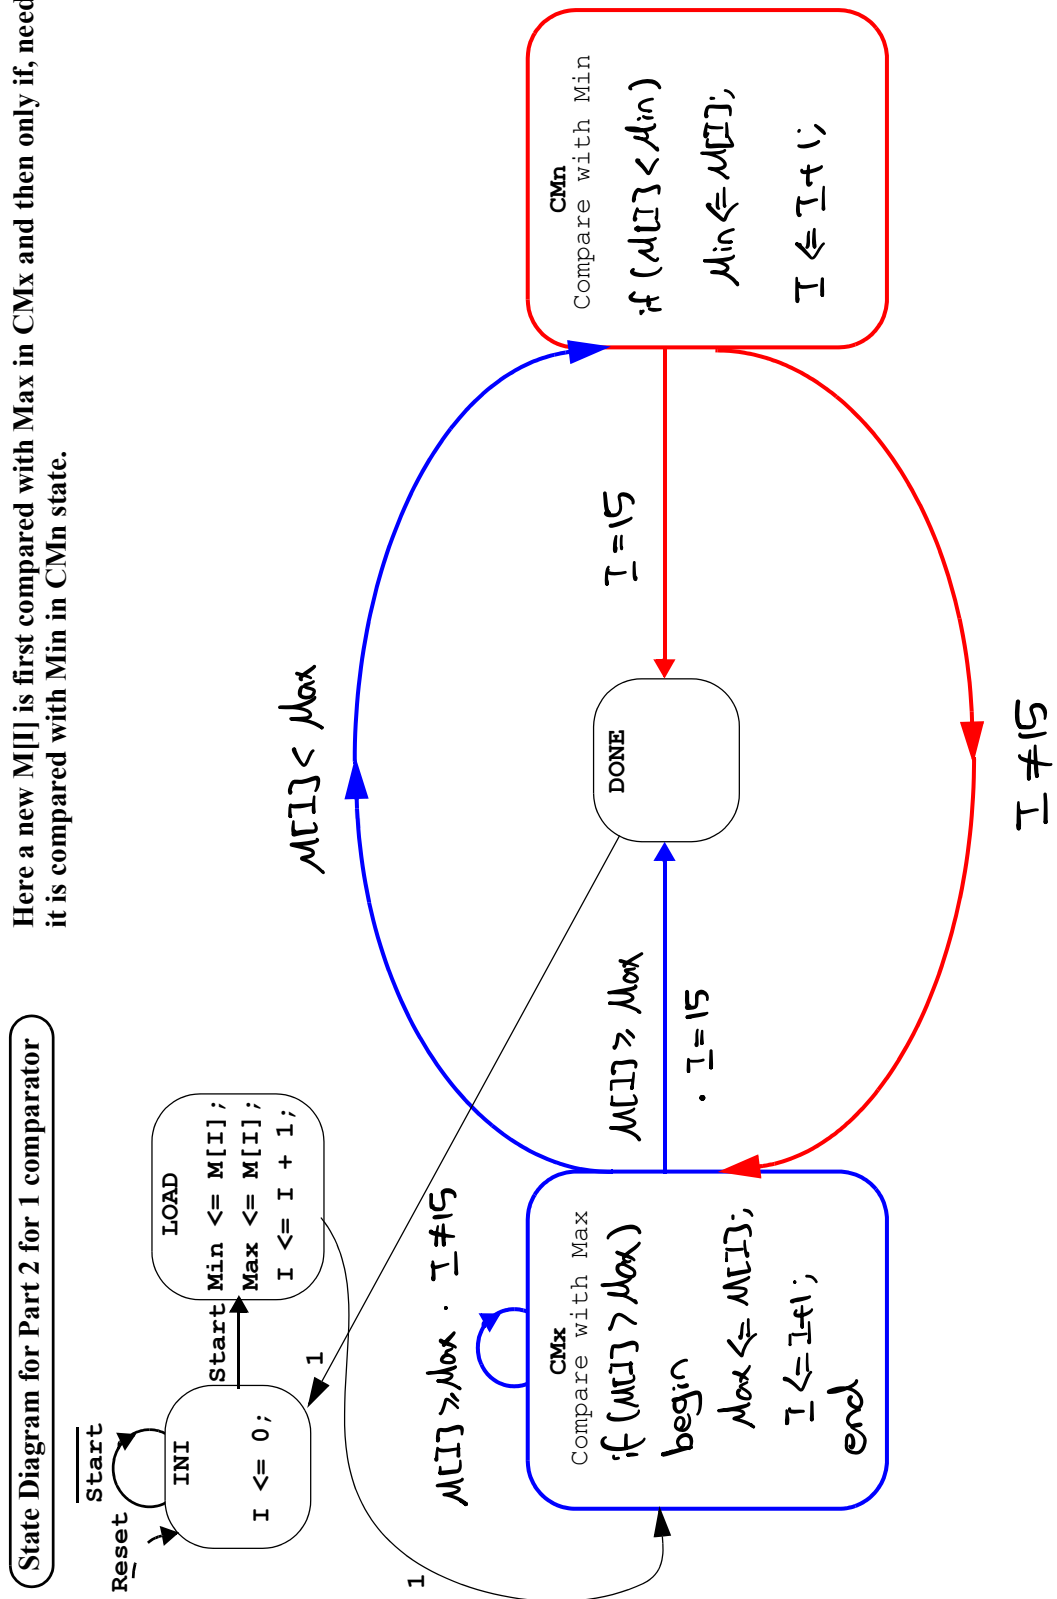 State Diagram for Part 2 for 1 comparator
Here a new M[I] is first compared with Max in CMx and then only if, need
it is compared with Min in CMn state.
Reset
Start
INI
I <= 0;
Start
LOAD
Min <= M[I];
Max <= M[I];
I <= I + 1;
1
1
M[I] ≥ Max . I ≠ 15
CMx
Compare with Max
if (M[I] > Max)
begin
Max <= M[I];
I <= I+1;
end
M[I] < Max
M[I] ≥ Max
. I = 15
DONE
I = 15
I ≠ 15
CMn
Compare with Min
if (M[I] < Min)
Min <= M[I];
I <= I + 1;